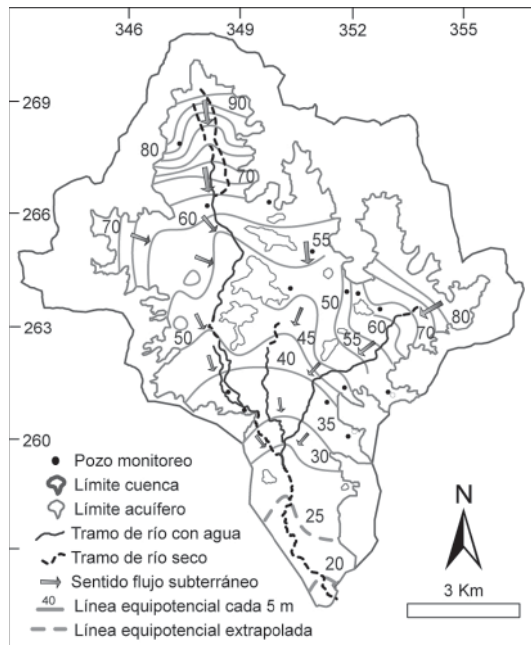 346 349 352 355
269
266
263
260
90
80
70
60
70
55
50
50
45
55
60
70
80
40
35
30
25
20
Pozo monitoreo
Límite cuenca
Límite acuífero
Tramo de río con agua
Tramo de río seco
Sentido flujo subterráneo
40 Línea equipotencial cada 5 m
Línea equipotencial extrapolada
N
3 Km